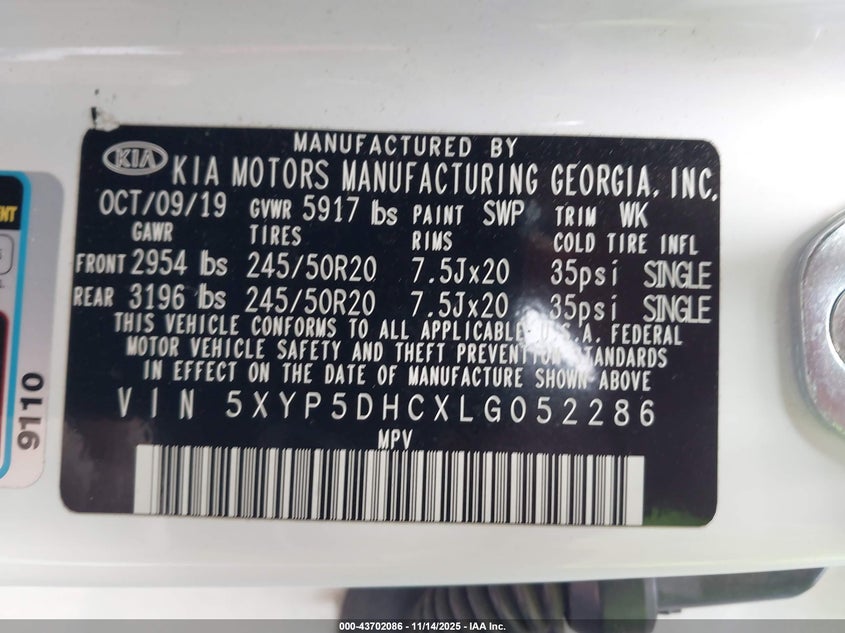 MANUFACTURED BY
KIA KIA MOTORS MANUFACTURING GEORGIA, INC.
OCT/09/19 GVWR 5917 lbs PAINT SWP TRIM WK
GAWR TIRES RIMS COLD TIRE INFL
FRONT 2954 lbs 245/50R20 7.5Jx20 35psi SINGLE
REAR 3196 lbs 245/50R20 7.5Jx20 35psi SINGLE
THIS VEHICLE CONFORMS TO ALL APPLICABLE U.S.A. FEDERAL
MOTOR VEHICLE SAFETY AND THEFT PREVENTION STANDARDS
IN EFFECT ON THE DATE OF MANUFACTURE SHOWN ABOVE
VIN 5XYP5DHCXLG052286
MPV
9110
000-43702086 - 11/14/2025 - IAA Inc.